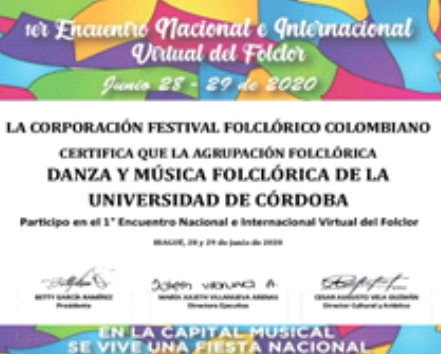 1er Encuentro Nacional e Internacional
Virtual del Folclor
Junio 28 - 29 de 2020
LA CORPORACIÓN FESTIVAL FOLCLÓRICO COLOMBIANO
CERTIFICA QUE LA AGRUPACIÓN FOLCLÓRICA
DANZA Y MÚSICA FOLCLÓRICA DE LA
UNIVERSIDAD DE CÓRDOBA
Participo en el 1° Encuentro Nacional e Internacional Virtual del Folclor
IBAGUÉ, 28 y 29 de junio de 2020
BETTY GARCÍA RAMÍREZ
Presidenta
MARÍA JULIETH VILLANUEVA ARENAS
Directora Ejecutiva
CESAR AUGUSTO VELA GUZMÁN
Director Cultural y Artístico
EN LA CAPITAL MUSICAL
SE VIVE UNA FIESTA NACIONAL